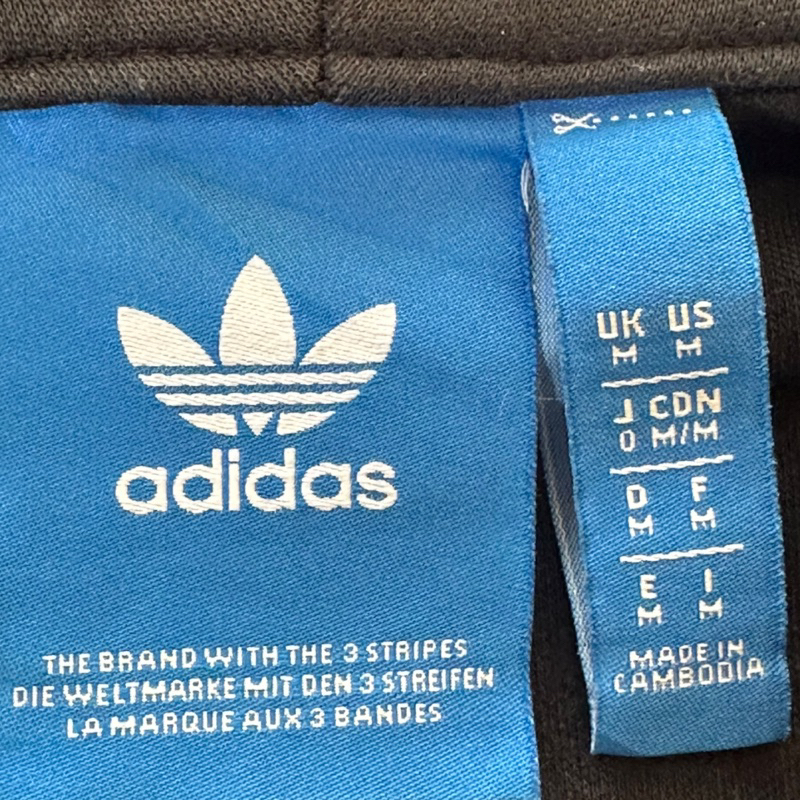 adidas
THE BRAND WITH THE 3 STRIPES
DIE WELTMARKE MIT DEN 3 STREIFEN
LA MARQUE AUX 3 BANDES
UK US
M M
J CDN
O M/M
D F
M M
E I
M M
MADE IN
CAMBODIA